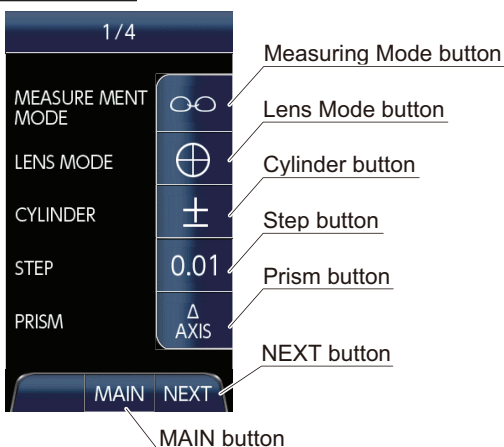 1/4
Measuring Mode button
MEASURE MENT
MODE
Lens Mode button
LENS MODE
Cylinder button
CYLINDER
±
Step button
STEP
0.01
Prism button
PRISM
Δ
AXIS
NEXT button
MAIN
NEXT
MAIN button